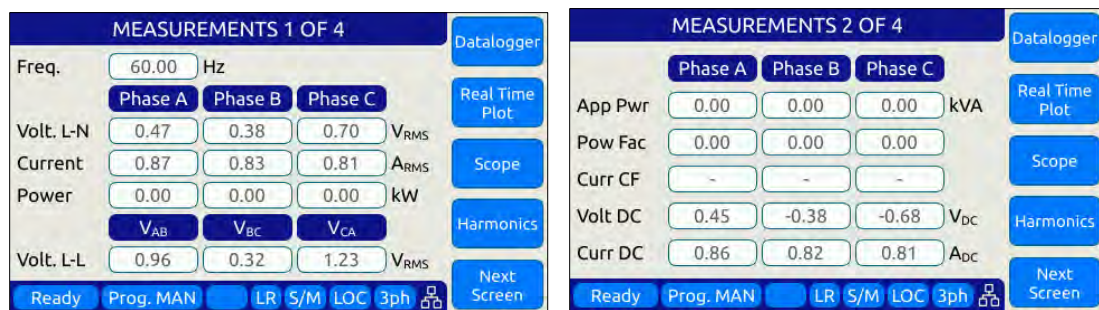 MEASUREMENTS 1 OF 4
Datalogger
Freq. 60.00 Hz
Phase A Phase B Phase C
Real Time
Plot
Volt. L-N 0.47 0.38 0.70 VRMS
Current 0.87 0.83 0.81 ARMS
Scope
Power 0.00 0.00 0.00 kW
VAB VBC VCA
Harmonics
Volt. L-L 0.96 0.32 1.23 VRMS
Next
Screen
Ready Prog. MAN LR S/M LOC 3ph
MEASUREMENTS 2 OF 4
Datalogger
Phase A Phase B Phase C
Real Time
Plot
App Pwr 0.00 0.00 0.00 kVA
Pow Fac 0.00 0.00 0.00
Scope
Curr CF - - -
Volt DC 0.45 -0.38 -0.68 VDC
Harmonics
Curr DC 0.86 0.82 0.81 ADC
Next
Screen
Ready Prog. MAN LR S/M LOC 3ph